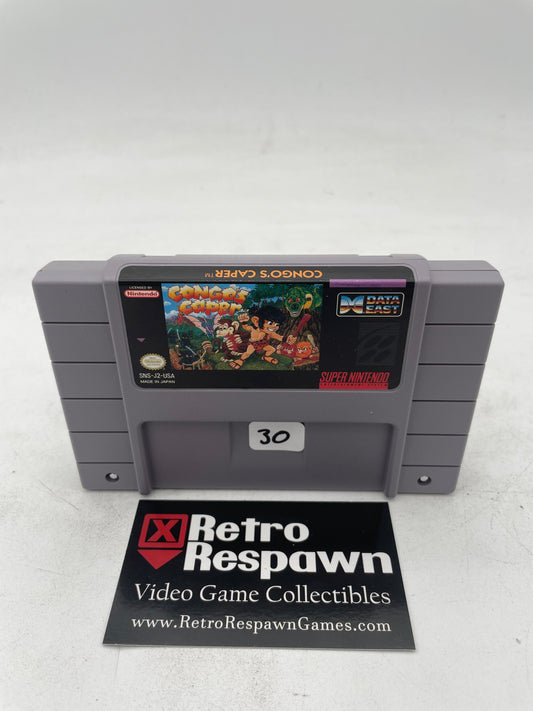 CONGO'S CAPER™
LICENSED BY
Nintendo
CONGO'S
CAPER
DATA
EAST
SNS-J2-USA
MADE IN JAPAN
SUPER NINTENDO
30
Retro
Respawn
Video Game Collectibles
www.RetroRespawnGames.com